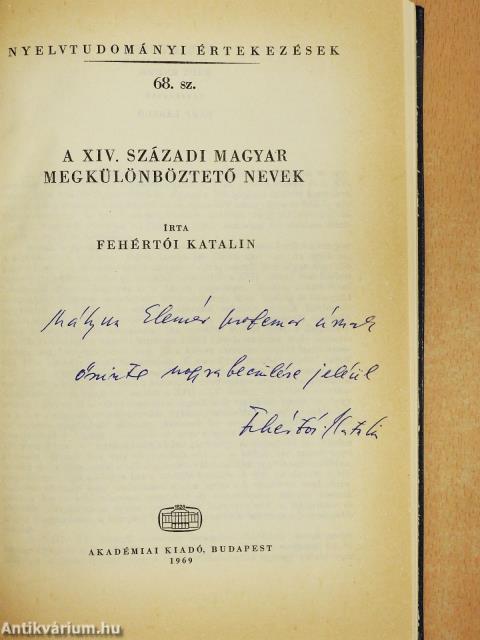 NYELVTUDOMÁNYI ÉRTEKEZÉSEK
68. sz.
A XIV. SZÁZADI MAGYAR
MEGKÜLÖNBÖZTETŐ NEVEK
ÍRTA
FEHÉRTÓI KATALIN
Mályusz Elemér professzor úrnak
őszinte nagyrabecsülése jeléül
Fehértói Katalin
1828
AKADÉMIAI KIADÓ, BUDAPEST
1969
Antikvárium.hu